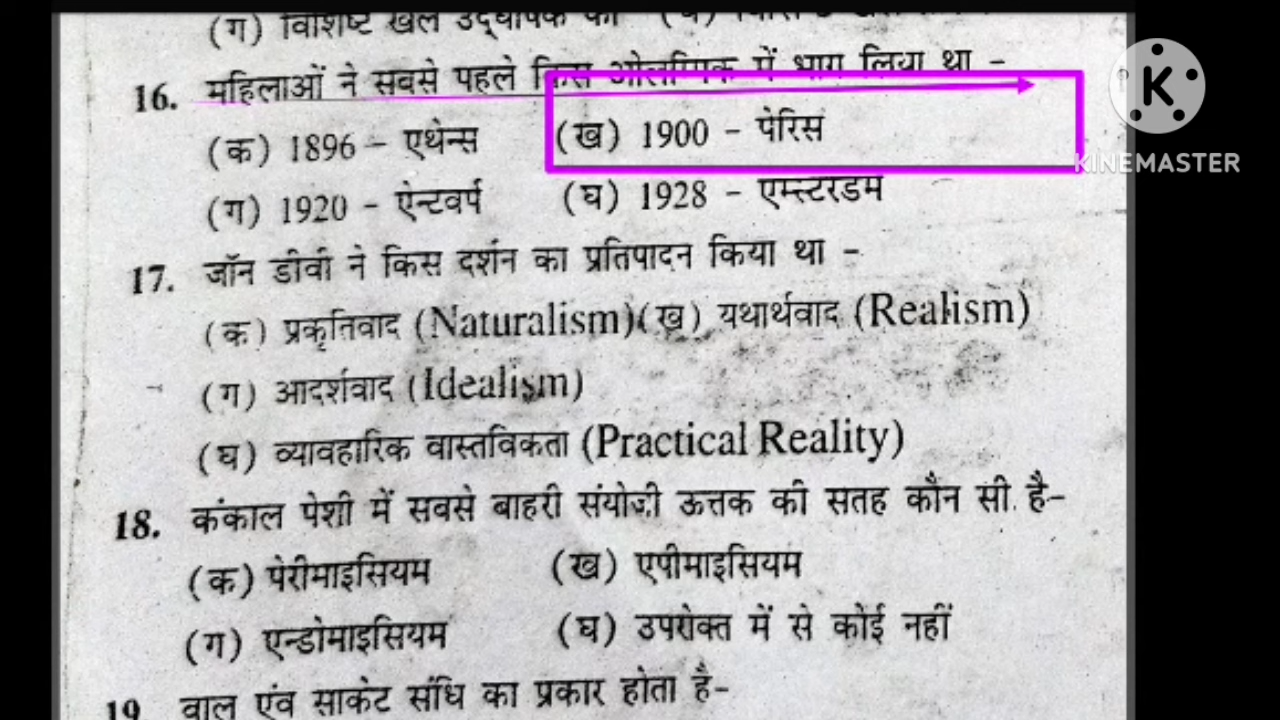 (ग) विशिष्ट खेल उद्घोषक की
16. महिलाओं ने सबसे पहले किस ओलम्पिक में भाग लिया था -
(क) 1896 - एथेन्स (ख) 1900 - पेरिस
(ग) 1920 - ऐन्टवर्प (घ) 1928 - एम्स्टरडम
17. जॉन डीवी ने किस दर्शन का प्रतिपादन किया था -
(क) प्रकृतिवाद (Naturalism) (ख) यथार्थवाद (Realism)
(ग) आदर्शवाद (Idealism)
(घ) व्यावहारिक वास्तविकता (Practical Reality)
18. कंकाल पेशी में सबसे बाहरी संयोजी ऊत्तक की सतह कौन सी है-
(क) पेरीमाइसियम (ख) एपीमाइसियम
(ग) एन्डोमाइसियम (घ) उपरोक्त में से कोई नहीं
19. वाल एंव साकेट संधि का प्रकार होता है-
K
KINEMASTER